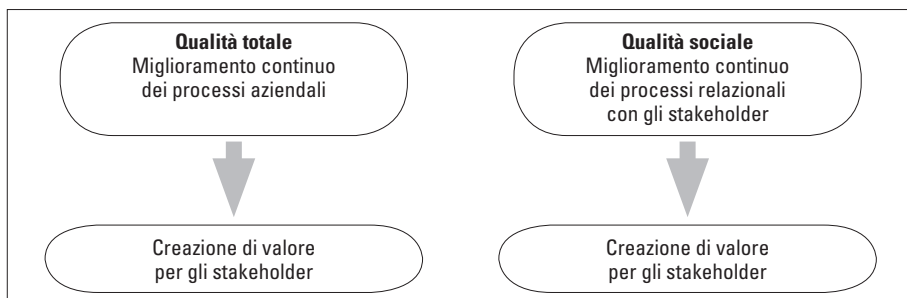 Qualità totale
Miglioramento continuo
dei processi aziendali
Qualità sociale
Miglioramento continuo
dei processi relazionali
con gli stakeholder
Creazione di valore
per gli stakeholder
Creazione di valore
per gli stakeholder